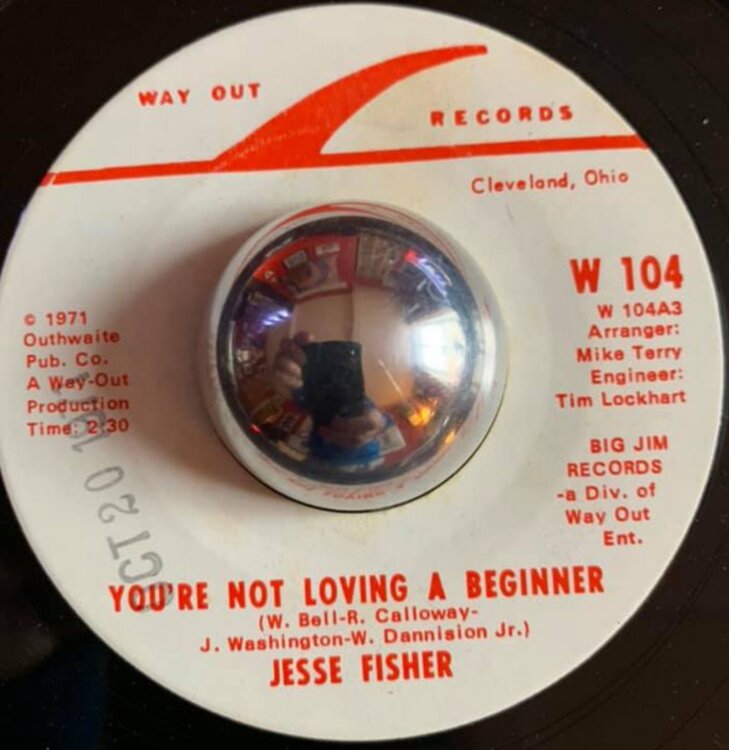 WAY OUT
RECORDS
Cleveland, Ohio
© 1971
Outhwaite
Pub. Co.
A Way-Out
Production
Time: 2:30
W 104
W 104A3
Arranger:
Mike Terry
Engineer:
Tim Lockhart
BIG JIM
RECORDS
-a Div. of
Way Out
Ent.
OCT 20
YOU'RE NOT LOVING A BEGINNER
(W. Bell-R. Calloway-
J. Washington-W. Dannision Jr.)
JESSE FISHER